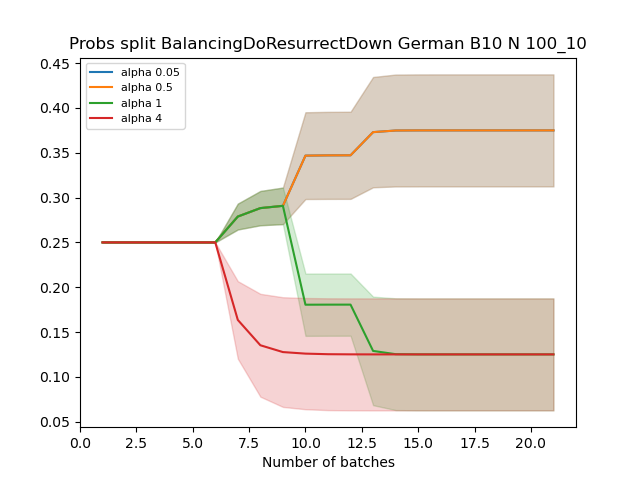 Probs split BalancingDoResurrectDown German B10 N 100_10
0.45
0.40
0.35
0.30
0.25
0.20
0.15
0.10
0.05
alpha 0.05
alpha 0.5
alpha 1
alpha 4
0.0 2.5 5.0 7.5 10.0 12.5 15.0 17.5 20.0
Number of batches